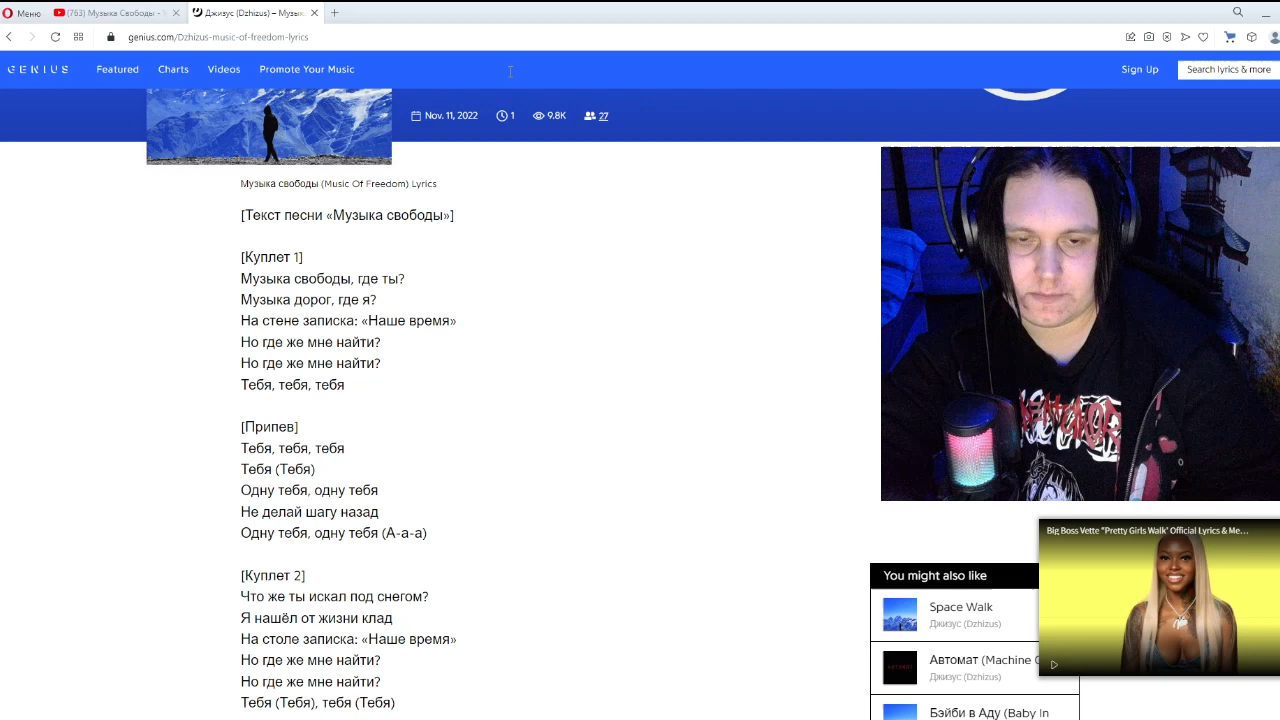 Меню
(763) Музыка Свободы -
Джизус (Dzhizus) – Музык
genius.com/Dzhizus-music-of-freedom-lyrics
GENIUS
Featured
Charts
Videos
Promote Your Music
Sign Up
Search lyrics & more
Nov. 11, 2022
1
9.8K
27
Музыка свободы (Music Of Freedom) Lyrics
[Текст песни «Музыка свободы»]
[Куплет 1]
Музыка свободы, где ты?
Музыка дорог, где я?
На стене записка: «Наше время»
Но где же мне найти?
Но где же мне найти?
Тебя, тебя, тебя
[Припев]
Тебя, тебя, тебя
Тебя (Тебя)
Одну тебя, одну тебя
Не делай шагу назад
Одну тебя, одну тебя (А-а-а)
[Куплет 2]
Что же ты искал под снегом?
Я нашёл от жизни клад
На столе записка: «Наше время»
Но где же мне найти?
Но где же мне найти?
Тебя (Тебя), тебя (Тебя)
Big Boss Vette "Pretty Girls Walk" Official Lyrics & Me...
You might also like
Space Walk
Джизус (Dzhizus)
Автомат (Machine
Джизус (Dzhizus)
Бэйби в Аду (Baby In